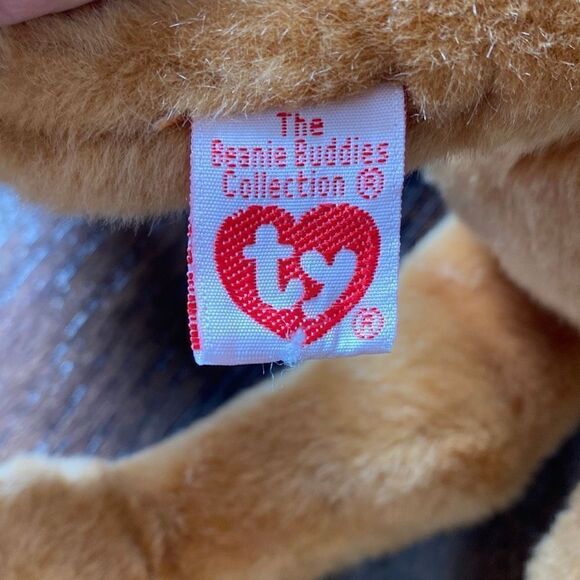 The
Beanie Buddies
Collection ®
ty
®